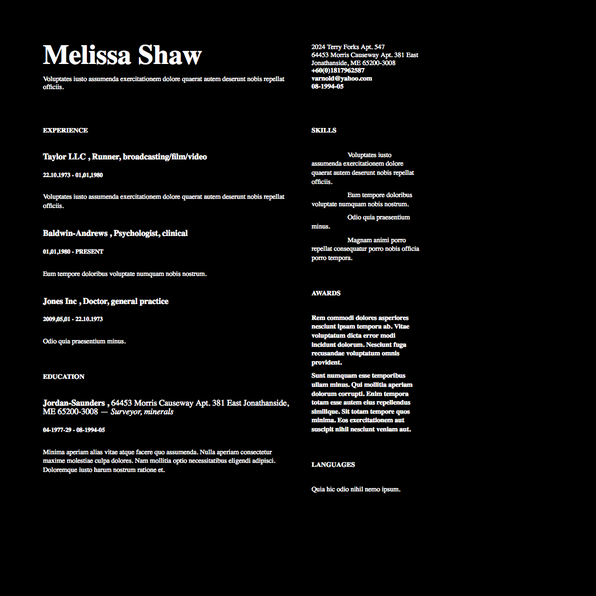 Melissa Shaw
Voluptates iusto assumenda exercitationem dolore quaerat autem deserunt nobis repellat
officiis.
2024 Terry Forks Apt. 547
64453 Morris Causeway Apt. 381 East
Jonathanside, ME 65200-3008
+60(0)1817962587
varnold@yahoo.com
08-1994-05
EXPERIENCE
Taylor LLC , Runner, broadcasting/film/video
22.10.1973 - 01,01,1980
Voluptates iusto assumenda exercitationem dolore quaerat autem deserunt nobis repellat
officiis.
Baldwin-Andrews , Psychologist, clinical
01,01,1980 - PRESENT
Eum tempore doloribus voluptate numquam nobis nostrum.
Jones Inc , Doctor, general practice
2009,05,01 - 22.10.1973
Odio quia praesentium minus.
EDUCATION
Jordan-Saunders , 64453 Morris Causeway Apt. 381 East Jonathanside,
ME 65200-3008 — Surveyor, minerals
04-1977-29 - 08-1994-05
Minima aperiam alias vitae atque facere quo assumenda. Nulla aperiam consectetur
maxime molestiae culpa dolores. Nam mollitia optio necessitatibus eligendi adipisci.
Doloremque iusto harum nostrum ratione et.
SKILLS
Voluptates iusto
assumenda exercitationem dolore
quaerat autem deserunt nobis repellat
officiis.
Eum tempore doloribus
voluptate numquam nobis nostrum.
Odio quia praesentium
minus.
Magnam animi porro
repellat consequatur porro nobis officia
porro tempora.
AWARDS
Rem commodi dolores asperiores
nesciunt ipsam tempora ab. Vitae
voluptatum dicta error modi
incidunt dolorum. Nesciunt fuga
recusandae voluptatum omnis
provident.
Sunt numquam esse temporibus
ullam minus. Qui mollitia aperiam
dolorum corrupti. Enim tempora
totam esse autem eius repellendus
similique. Sit totam tempore quos
minima. Eos exercitationem aut
suscipit nihil nesciunt veniam aut.
LANGUAGES
Quia hic odio nihil nemo ipsum.